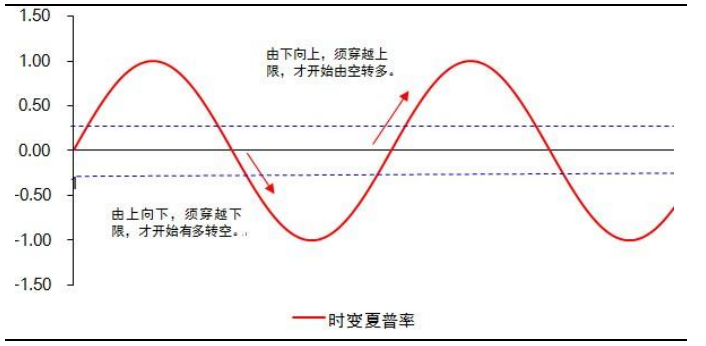 1.50
1.00
由下向上，须穿越上
限，才开始由空转多。
0.50
0.00
-0.50
由上向下，须穿越下
限，才开始有多转空。
-1.00
-1.50
时变夏普率